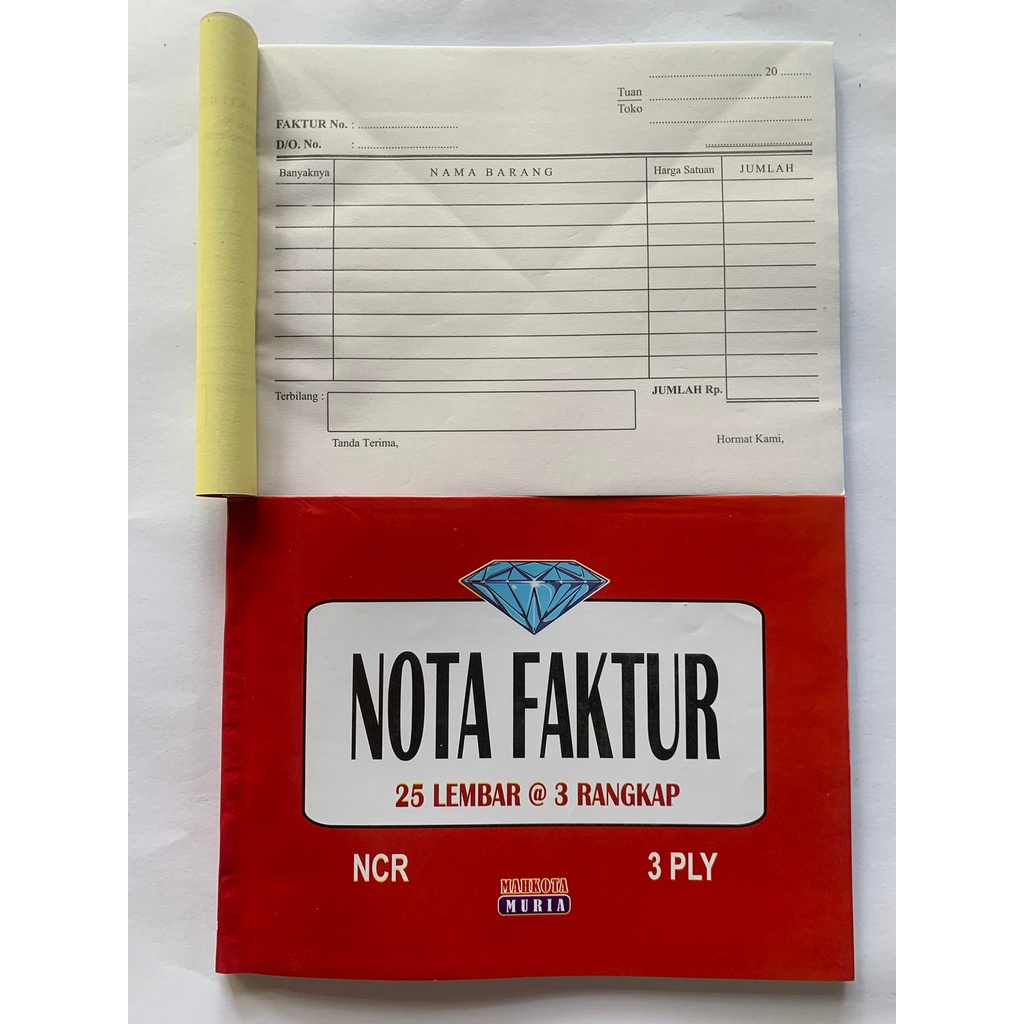 ........................................ 20 ..........
Tuan ..........................................................
Toko ..........................................................
FAKTUR No. : ................................
D/O. No. : ................................
Banyaknya NAMA BARANG Harga Satuan JUMLAH
Terbilang : JUMLAH Rp.
Tanda Terima, Hormat Kami,
NOTA FAKTUR
25 LEMBAR @ 3 RANGKAP
NCR 3 PLY
MAHKOTA
MURIA